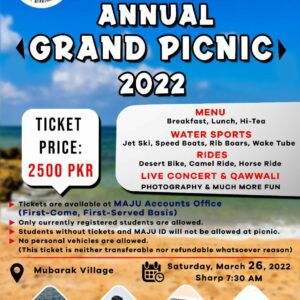 ANNUAL
GRAND PICNIC
2022
TICKET
PRICE:
2500 PKR
MENU
Breakfast, Lunch, Hi-Tea
WATER SPORTS
Jet Ski, Speed Boats, Rib Boars, Wake Tube
RIDES
Desert Bike, Camel Ride, Horse Ride
LIVE CONCERT & QAWWALI
PHOTOGRAPHY & MUCH MORE FUN
Tickets are available at MAJU Accounts Office
(First-Come, First-Served Basis)
Only currently registered students are allowed.
Students without tickets and MAJU ID will not be allowed at picnic.
No personal vehicles are allowed.
(This ticket is neither transferable nor refundable whatsoever reason)
Mubarak Village
Saturday, March 26, 2022
Sharp 7:30 AM